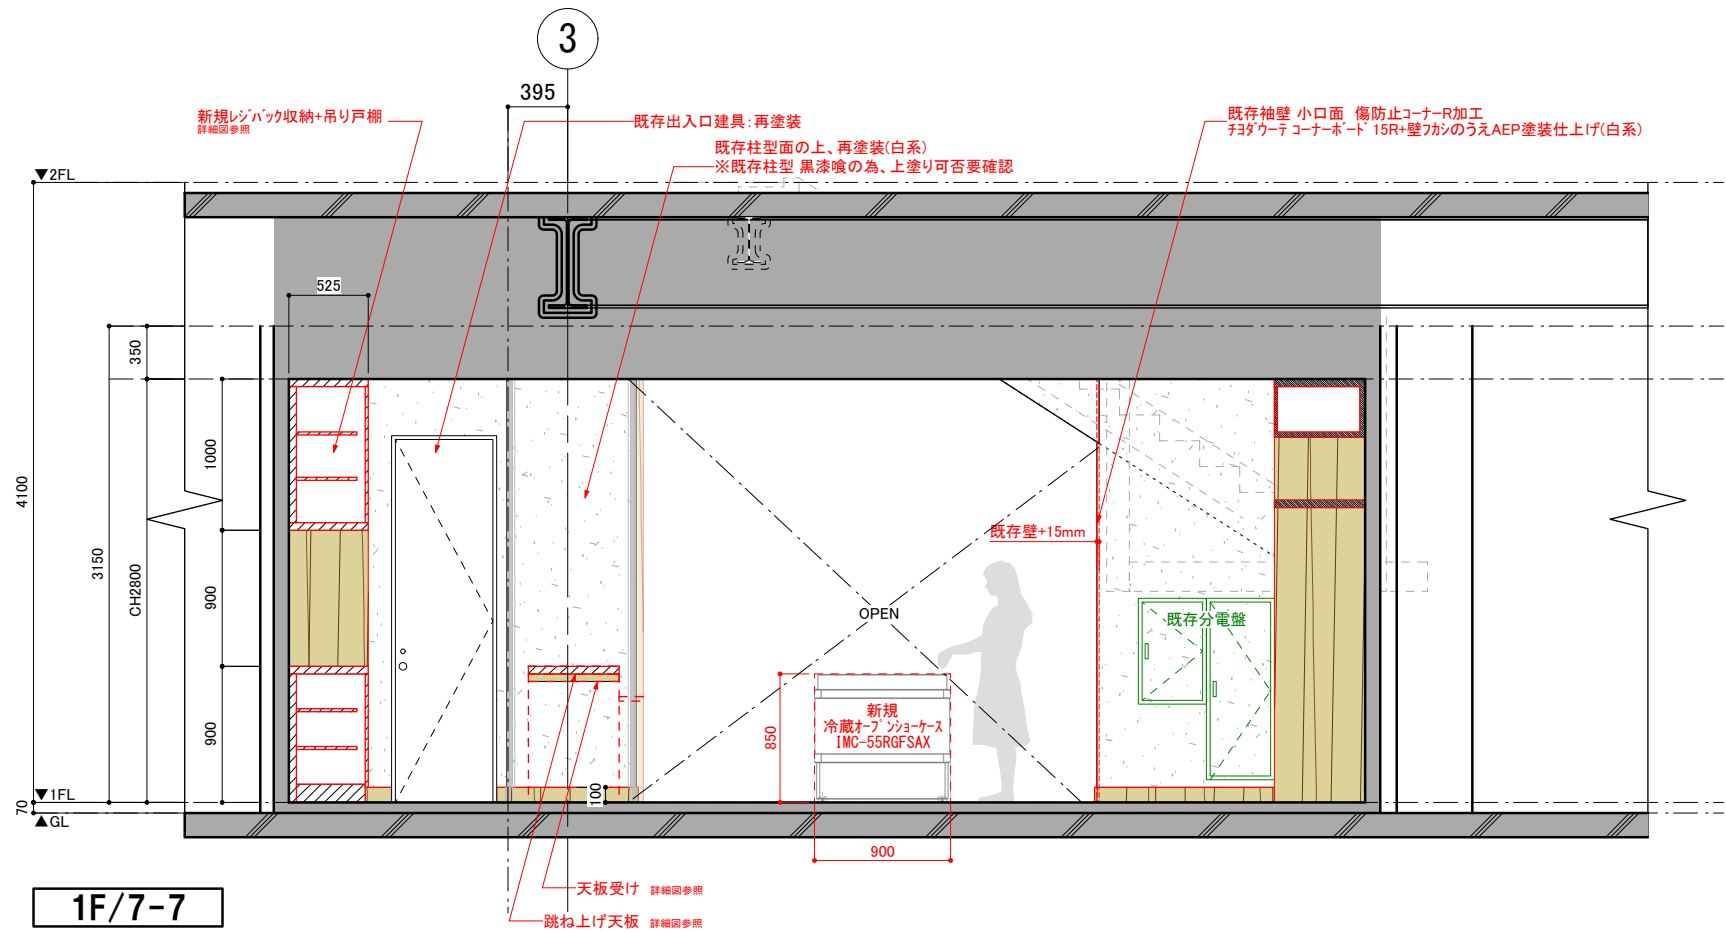 3
395
新規レジバック収納+吊り戸棚
詳細図参照
既存出入口建具:再塗装
既存柱型面の上、再塗装(白系)
※既存柱型 黒漆喰の為、上塗り可否要確認
既存袖壁 小口面 傷防止コーナーR加工
チヨダウーテ コーナーボード 15R+壁フカシのうえAEP塗装仕上げ(白系)
▼2FL
525
350
1000
4100
3150
CH2800
900
900
既存壁+15mm
OPEN
既存分電盤
新規
冷蔵オープンショーケース
IMC-55RGFSAX
850
100
▼1FL
70
▲GL
900
天板受け 詳細図参照
跳ね上げ天板 詳細図参照
1F/7-7